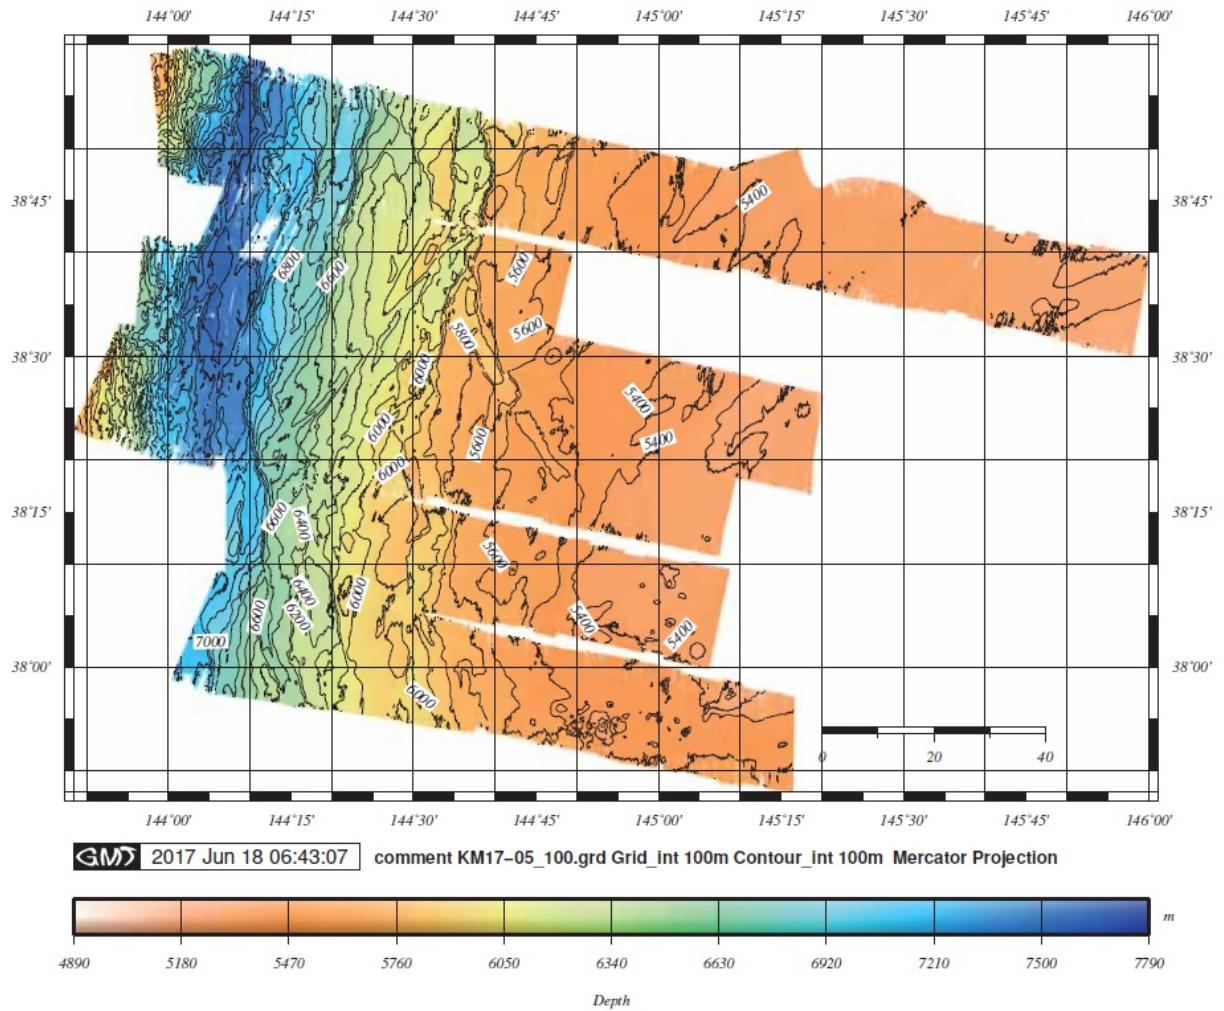 144°00' 144°15' 144°30' 144°45' 145°00' 145°15' 145°30' 145°45' 146°00'
38°45' 5400 38°45'
6800 6600 5600
5800 5600
38°30' 6000 38°30'
5400
6000 5600 5400
6000
38°15' 6600 6400 38°15'
5600
6400 6000
6600 6200 5400 5400
7000
38°00' 38°00'
6000
0 20 40
144°00' 144°15' 144°30' 144°45' 145°00' 145°15' 145°30' 145°45' 146°00'
GMT 2017 Jun 18 06:43:07 comment KM17−05_100.grd Grid_int 100m Contour_int 100m Mercator Projection
m
4890 5180 5470 5760 6050 6340 6630 6920 7210 7500 7790
Depth